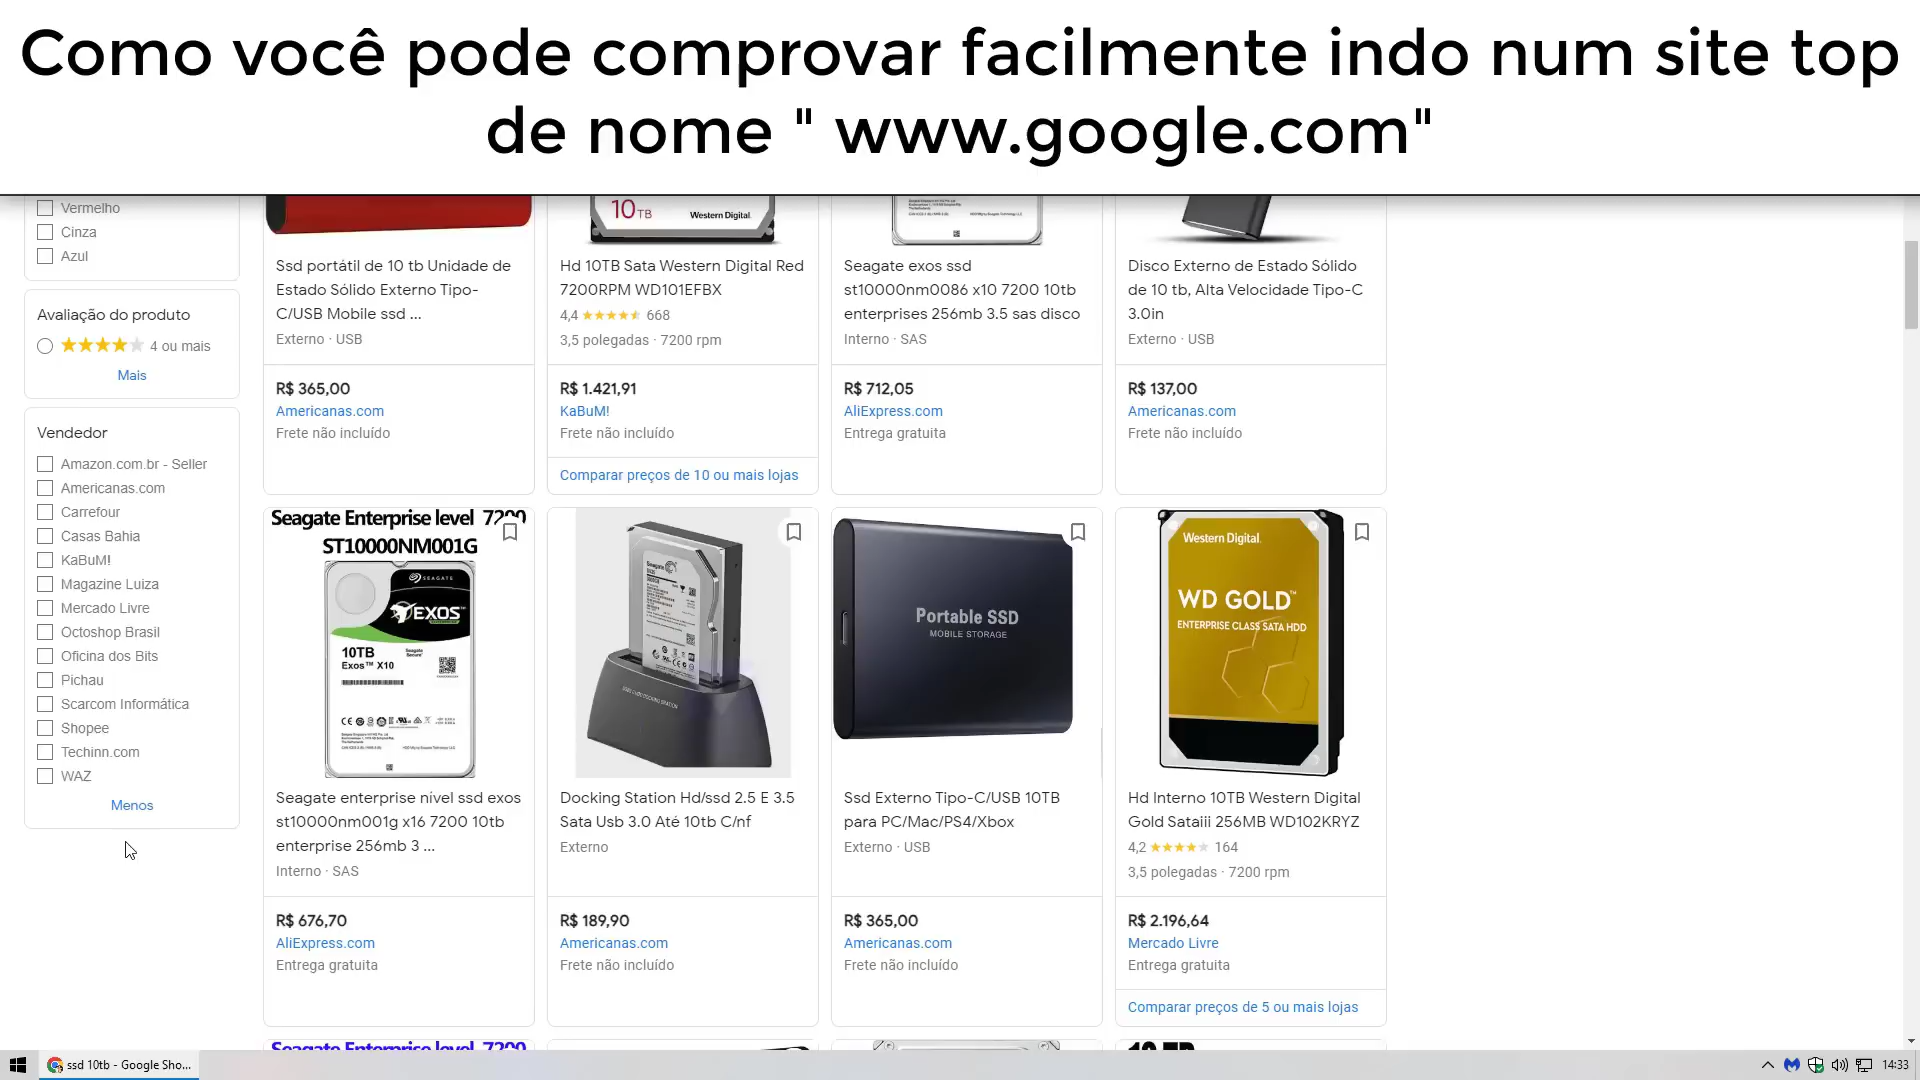 Como você pode comprovar facilmente indo num site top
de nome " www.google.com"
Vermelho
Cinza
Azul
Avaliação do produto
4 ou mais
Mais
Vendedor
Amazon.com.br - Seller
Americanas.com
Carrefour
Casas Bahia
KaBuM!
Magazine Luiza
Mercado Livre
Octoshop Brasil
Oficina dos Bits
Pichau
Scarcom Informática
Shopee
Techinn.com
WAZ
Menos
Ssd portátil de 10 tb Unidade de
Estado Sólido Externo Tipo-
C/USB Mobile ssd ...
Externo · USB
R$ 365,00
Americanas.com
Frete não incluído
10TB Western Digital.
Hd 10TB Sata Western Digital Red
7200RPM WD101EFBX
4,4 668
3,5 polegadas · 7200 rpm
R$ 1.421,91
KaBuM!
Frete não incluído
Comparar preços de 10 ou mais lojas
Seagate exos ssd
st10000nm0086 x10 7200 10tb
enterprises 256mb 3.5 sas disco
Interno · SAS
R$ 712,05
AliExpress.com
Entrega gratuita
Disco Externo de Estado Sólido
de 10 tb, Alta Velocidade Tipo-C
3.0in
Externo · USB
R$ 137,00
Americanas.com
Frete não incluído
Seagate Enterprise level 7200
ST10000NM001G
SEAGATE
EXOS
10TB
Exos™ X10
Seagate enterprise nível ssd exos
st10000nm001g x16 7200 10tb
enterprise 256mb 3 ...
Interno · SAS
R$ 676,70
AliExpress.com
Entrega gratuita
Seagate
Docking Station Hd/ssd 2.5 E 3.5
Sata Usb 3.0 Até 10tb C/nf
Externo
R$ 189,90
Americanas.com
Frete não incluído
Portable SSD
MOBILE STORAGE
Ssd Externo Tipo-C/USB 10TB
para PC/Mac/PS4/Xbox
Externo · USB
R$ 365,00
Americanas.com
Frete não incluído
Western Digital.
WD GOLD™
ENTERPRISE CLASS SATA HDD
Hd Interno 10TB Western Digital
Gold Sataiii 256MB WD102KRYZ
4,2 164
3,5 polegadas · 7200 rpm
R$ 2.196,64
Mercado Livre
Entrega gratuita
Comparar preços de 5 ou mais lojas
Seagate Enterprise level 7200
10 TB
ssd 10tb - Google Sho...
14:33